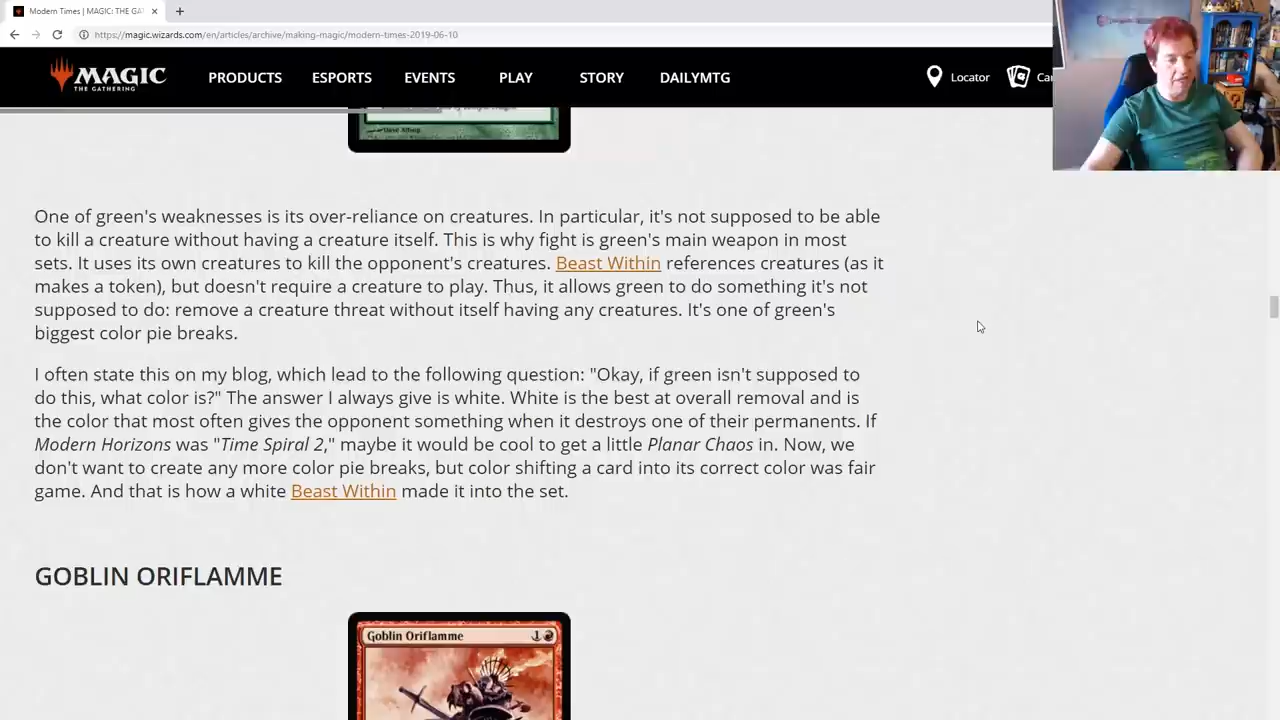 Modern Times | MAGIC: THE GA
https://magic.wizards.com/en/articles/archive/making-magic/modern-times-2019-06-10
MAGIC
THE GATHERING
PRODUCTS
ESPORTS
EVENTS
PLAY
STORY
DAILYMTG
Locator
Car
One of green's weaknesses is its over-reliance on creatures. In particular, it's not supposed to be able
to kill a creature without having a creature itself. This is why fight is green's main weapon in most
sets. It uses its own creatures to kill the opponent's creatures. Beast Within references creatures (as it
makes a token), but doesn't require a creature to play. Thus, it allows green to do something it's not
supposed to do: remove a creature threat without itself having any creatures. It's one of green's
biggest color pie breaks.
I often state this on my blog, which lead to the following question: "Okay, if green isn't supposed to
do this, what color is?" The answer I always give is white. White is the best at overall removal and is
the color that most often gives the opponent something when it destroys one of their permanents. If
Modern Horizons was "Time Spiral 2," maybe it would be cool to get a little Planar Chaos in. Now, we
don't want to create any more color pie breaks, but color shifting a card into its correct color was fair
game. And that is how a white Beast Within made it into the set.
GOBLIN ORIFLAMME
Goblin Oriflamme 1